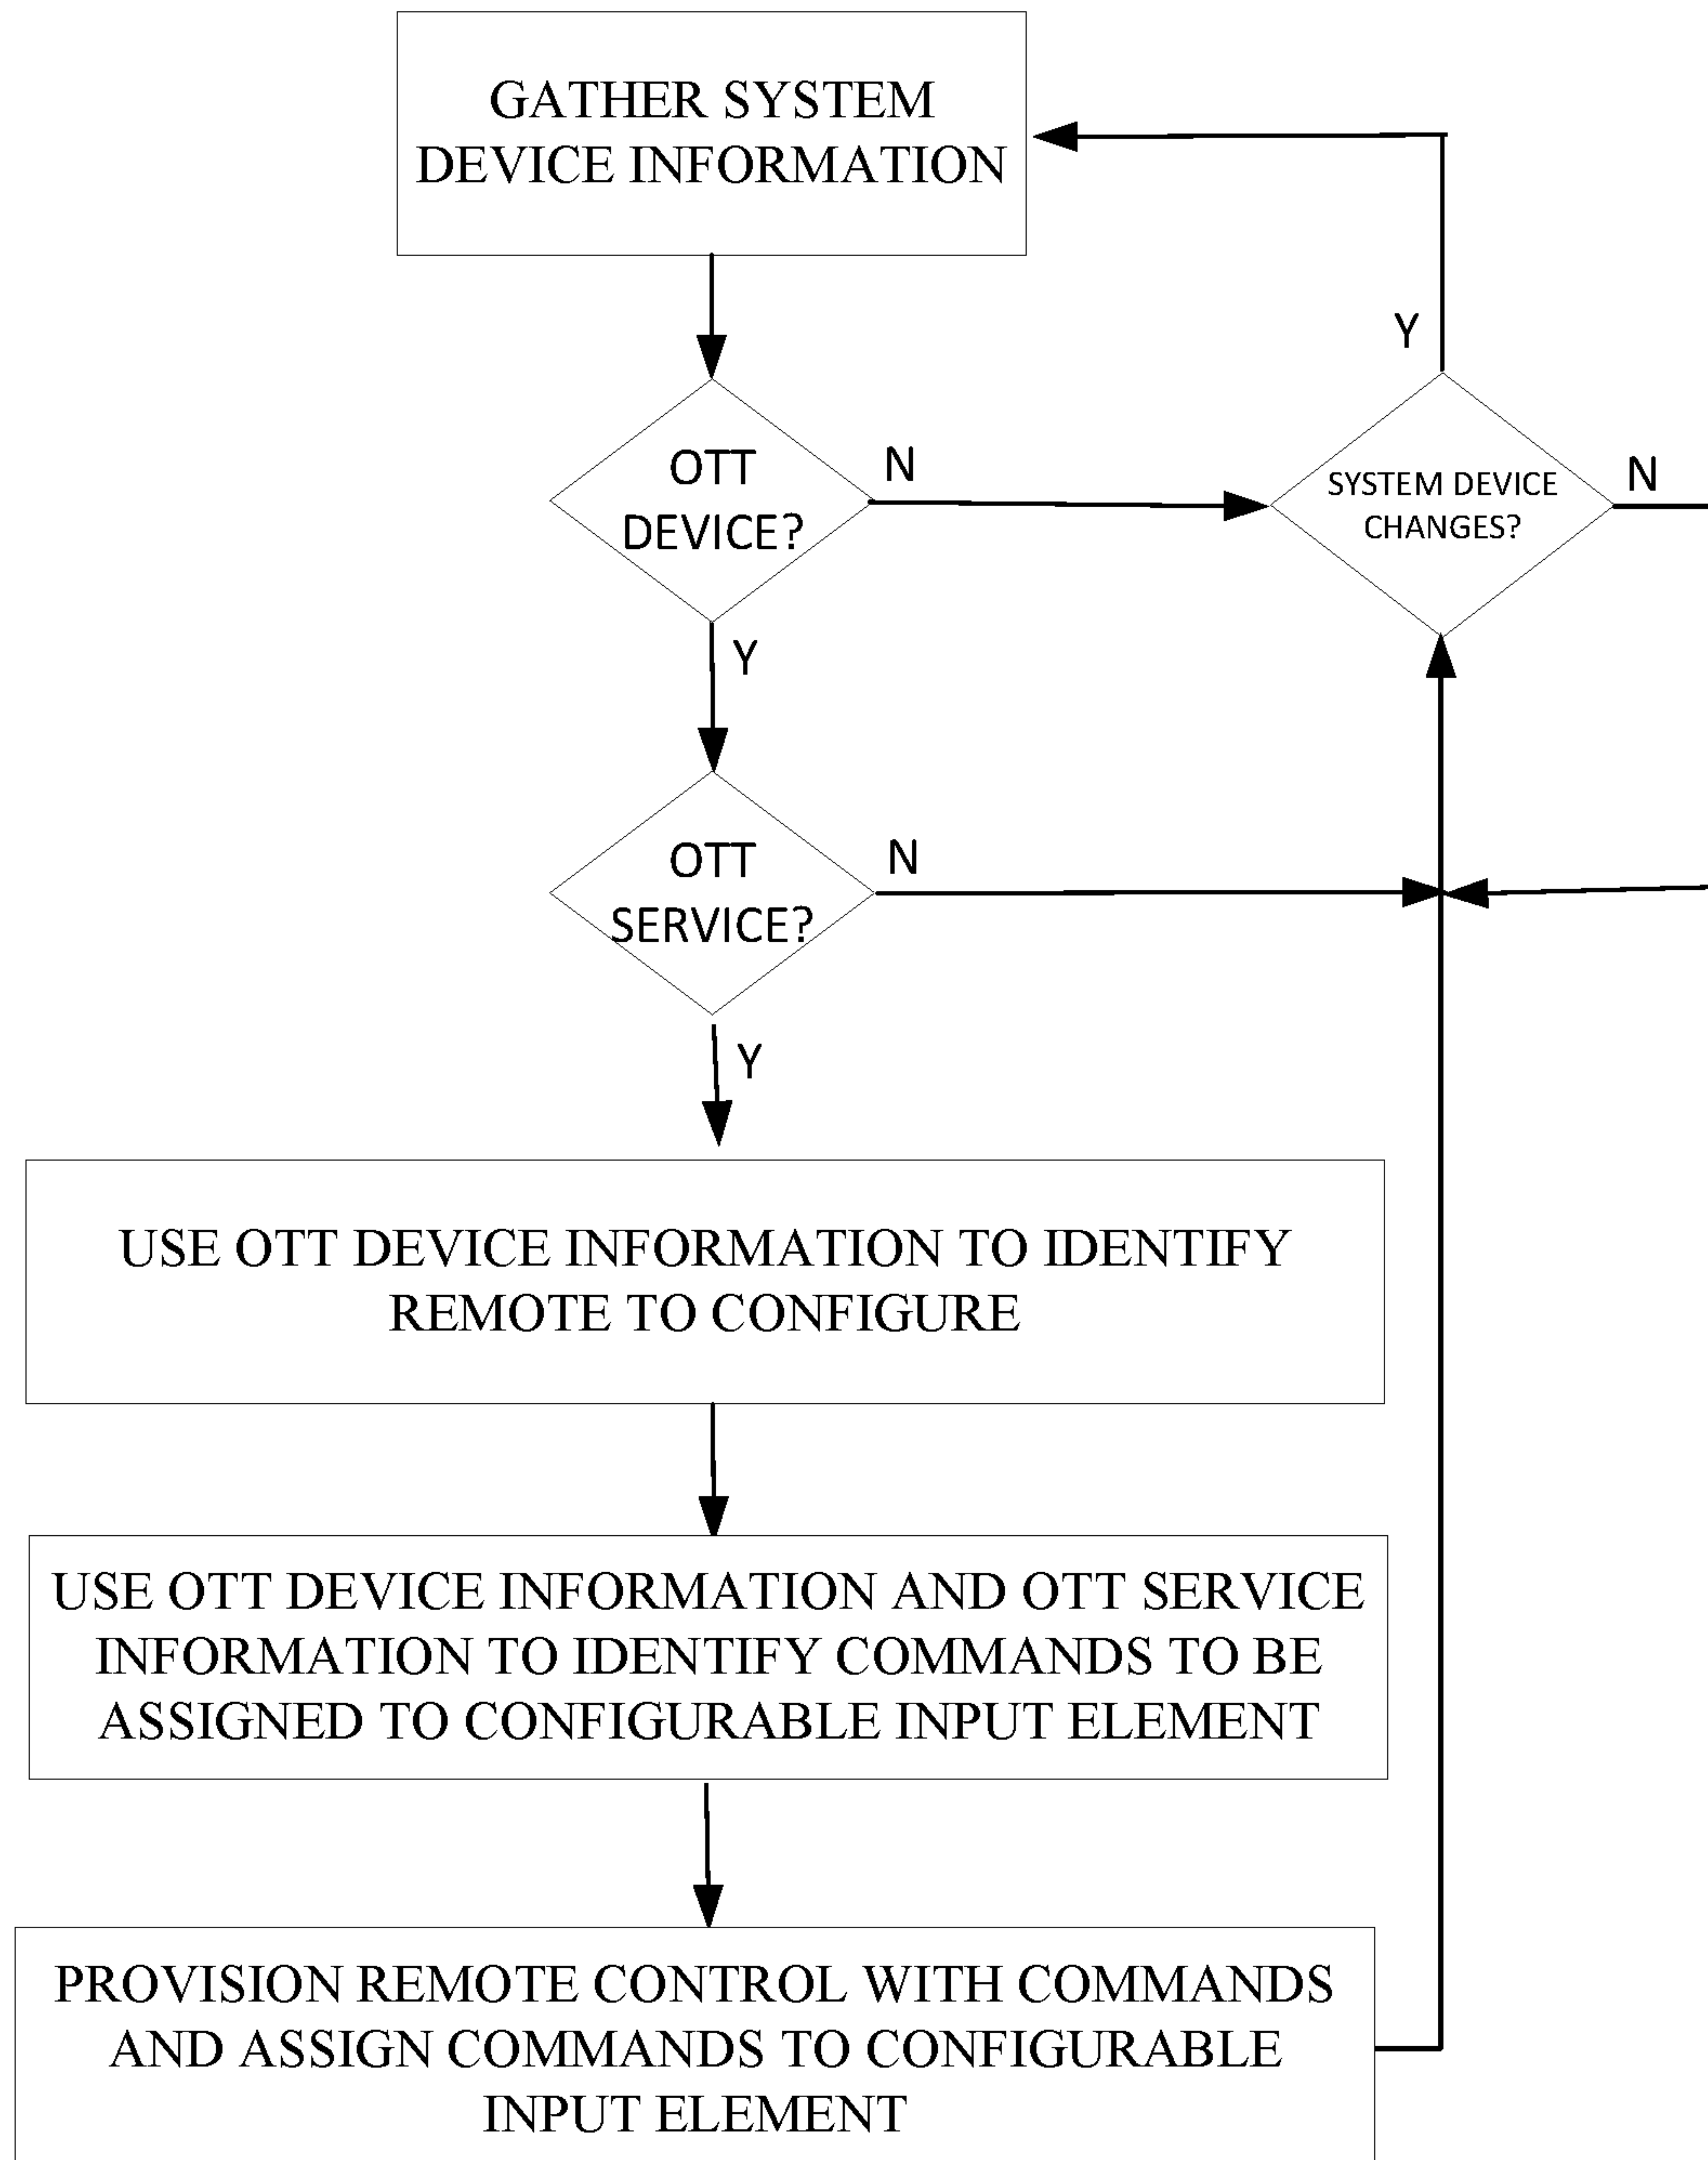 GATHER SYSTEM
DEVICE INFORMATION
Y
OTT
DEVICE?
N
SYSTEM DEVICE
CHANGES?
N
Y
OTT
SERVICE?
N
Y
USE OTT DEVICE INFORMATION TO IDENTIFY
REMOTE TO CONFIGURE
USE OTT DEVICE INFORMATION AND OTT SERVICE
INFORMATION TO IDENTIFY COMMANDS TO BE
ASSIGNED TO CONFIGURABLE INPUT ELEMENT
PROVISION REMOTE CONTROL WITH COMMANDS
AND ASSIGN COMMANDS TO CONFIGURABLE
INPUT ELEMENT